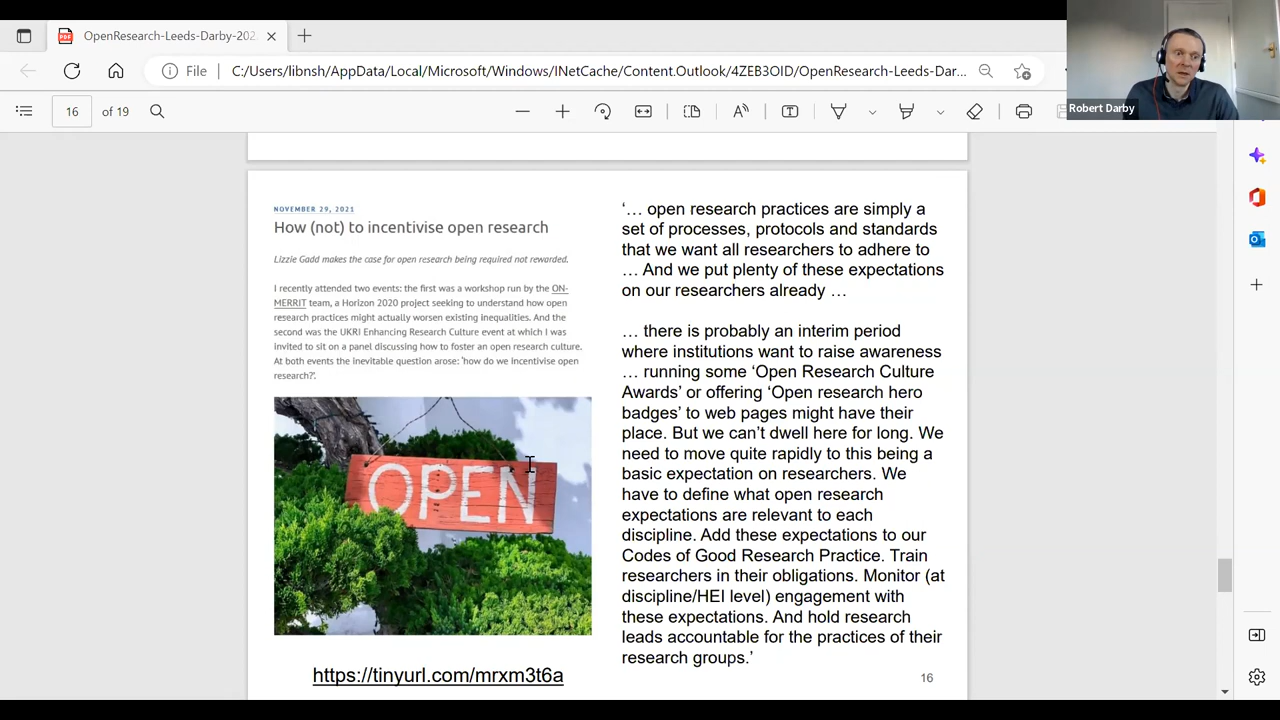 OpenResearch-Leeds-Darby-202
File
C:/Users/libnsh/AppData/Local/Microsoft/Windows/INetCache/Content.Outlook/4ZEB3OID/OpenResearch-Leeds-Dar...
Robert Darby
16 of 19
NOVEMBER 29, 2021
How (not) to incentivise open research
Lizzie Gadd makes the case for open research being required not rewarded.
I recently attended two events: the first was a workshop run by the ON-
MERRIT team, a Horizon 2020 project seeking to understand how open
research practices might actually worsen existing inequalities. And the
second was the UKRI Enhancing Research Culture event at which I was
invited to sit on a panel discussing how to foster an open research culture.
At both events the inevitable question arose: ‘how do we incentivise open
research?’.
OPEN
https://tinyurl.com/mrxm3t6a
‘… open research practices are simply a
set of processes, protocols and standards
that we want all researchers to adhere to
… And we put plenty of these expectations
on our researchers already …
… there is probably an interim period
where institutions want to raise awareness
… running some ‘Open Research Culture
Awards’ or offering ‘Open research hero
badges’ to web pages might have their
place. But we can’t dwell here for long. We
need to move quite rapidly to this being a
basic expectation on researchers. We
have to define what open research
expectations are relevant to each
discipline. Add these expectations to our
Codes of Good Research Practice. Train
researchers in their obligations. Monitor (at
discipline/HEI level) engagement with
these expectations. And hold research
leads accountable for the practices of their
research groups.’
16